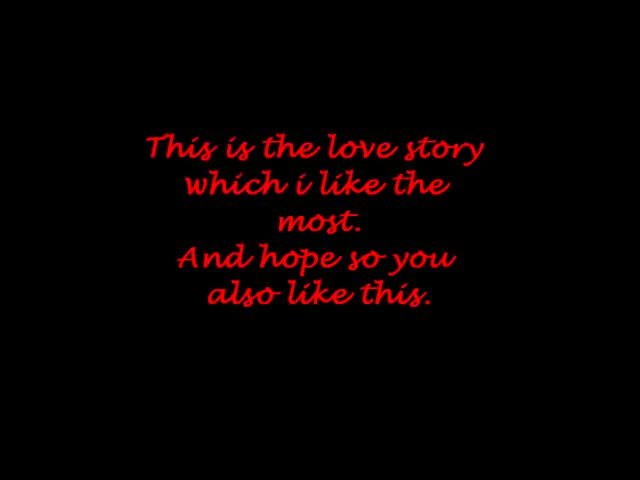 This is the love story
which i like the
most.
And hope so you
also like this.